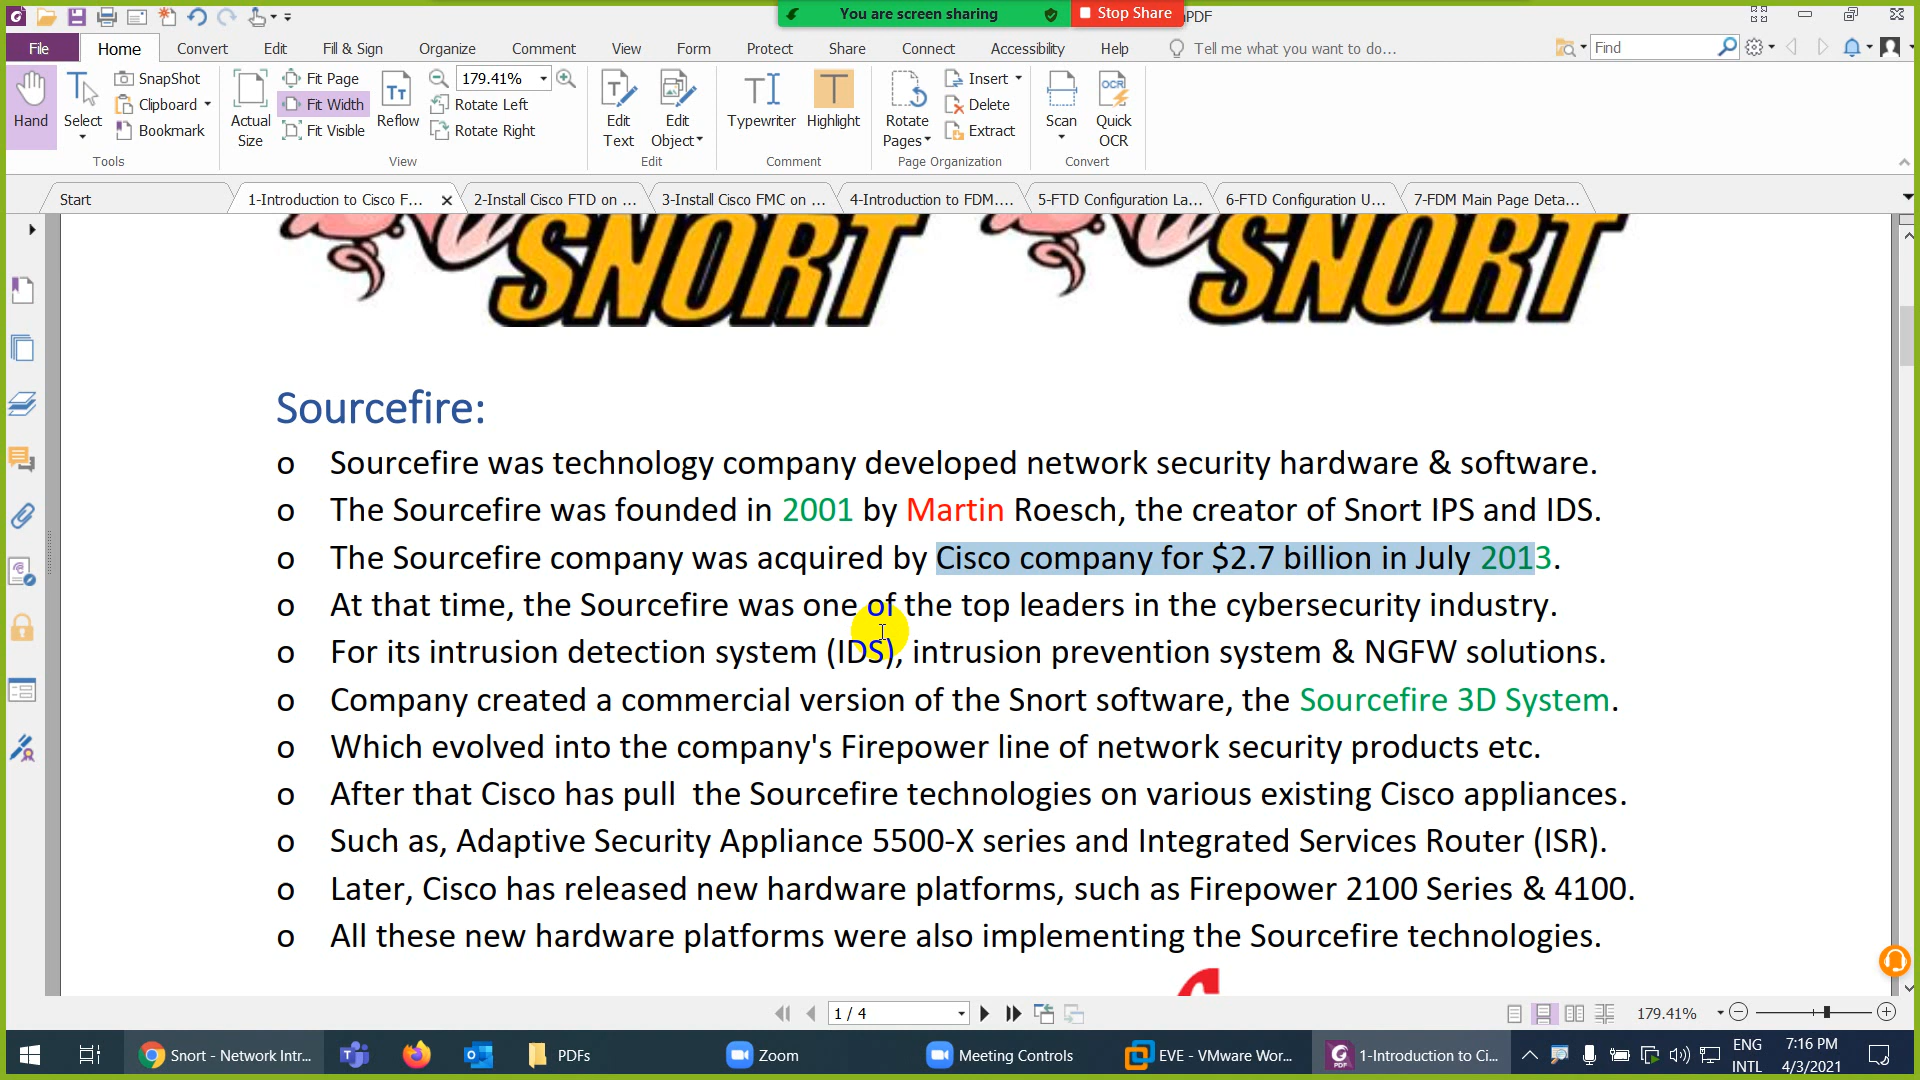 You are screen sharing
Stop Share
PDF
File
Home
Convert
Edit
Fill & Sign
Organize
Comment
View
Form
Protect
Share
Connect
Accessibility
Help
Tell me what you want to do...
Find
Hand
Select
SnapShot
Clipboard
Bookmark
Tools
Actual
Size
Fit Page
Fit Width
Fit Visible
Reflow
179.41%
Rotate Left
Rotate Right
View
Edit
Text
Edit
Object
Edit
Typewriter
Highlight
Comment
Rotate
Pages
Insert
Delete
Extract
Page Organization
Scan
OCR
Quick
OCR
Convert
Start
1-Introduction to Cisco F...
2-Install Cisco FTD on ...
3-Install Cisco FMC on ...
4-Introduction to FDM....
5-FTD Configuration La...
6-FTD Configuration U...
7-FDM Main Page Deta...
SNORT SNORT
Sourcefire:
o Sourcefire was technology company developed network security hardware & software.
o The Sourcefire was founded in 2001 by Martin Roesch, the creator of Snort IPS and IDS.
o The Sourcefire company was acquired by Cisco company for $2.7 billion in July 2013.
o At that time, the Sourcefire was one of the top leaders in the cybersecurity industry.
o For its intrusion detection system (IDS), intrusion prevention system & NGFW solutions.
o Company created a commercial version of the Snort software, the Sourcefire 3D System.
o Which evolved into the company's Firepower line of network security products etc.
o After that Cisco has pull  the Sourcefire technologies on various existing Cisco appliances.
o Such as, Adaptive Security Appliance 5500-X series and Integrated Services Router (ISR).
o Later, Cisco has released new hardware platforms, such as Firepower 2100 Series & 4100.
o All these new hardware platforms were also implementing the Sourcefire technologies.
1 / 4
179.41%
Snort - Network Intr...
PDFs
Zoom
Meeting Controls
EVE - VMware Wor...
1-Introduction to Ci...
ENG
INTL
7:16 PM
4/3/2021